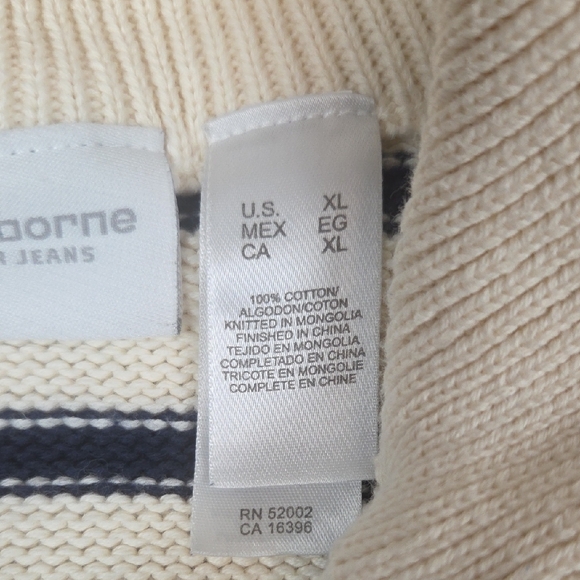 JEANS
U.S. XL
MEX EG
CA XL
100% COTTON/
ALGODON/COTON
KNITTED IN MONGOLIA
FINISHED IN CHINA
TEJIDO EN MONGOLIA
COMPLETADO EN CHINA
TRICOTE EN MONGOLIE
COMPLETE EN CHINE
RN 52002
CA 16396